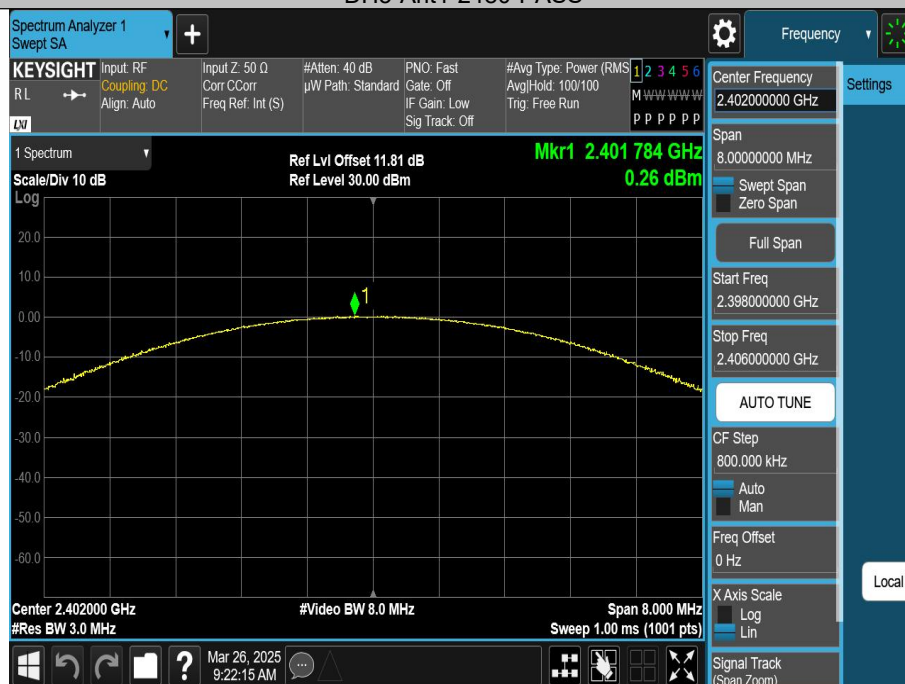 Spectrum Analyzer 1
Swept SA
Frequency
KEYSIGHT
RL
LXI
Input: RF
Coupling: DC
Align: Auto
Input Z: 50 Ω
Corr CCorr
Freq Ref: Int (S)
#Atten: 40 dB
µW Path: Standard
PNO: Fast
Gate: Off
IF Gain: Low
Sig Track: Off
#Avg Type: Power (RMS
Avg|Hold: 100/100
Trig: Free Run
1 2 3 4 5 6
M W W W W W
P P P P P P
1 Spectrum
Scale/Div 10 dB
Log
Ref Lvl Offset 11.81 dB
Ref Level 30.00 dBm
Mkr1 2.401 784 GHz
0.26 dBm
20.0
10.0
0.00
-10.0
-20.0
-30.0
-40.0
-50.0
-60.0
1
Center 2.402000 GHz
#Res BW 3.0 MHz
#Video BW 8.0 MHz
Span 8.000 MHz
Sweep 1.00 ms (1001 pts)
Mar 26, 2025
9:22:15 AM
Center Frequency
2.402000000 GHz
Span
8.00000000 MHz
Swept Span
Zero Span
Full Span
Start Freq
2.398000000 GHz
Stop Freq
2.406000000 GHz
AUTO TUNE
CF Step
800.000 kHz
Auto
Man
Freq Offset
0 Hz
X Axis Scale
Log
Lin
Signal Track
(Span Zoom)
Settings
Local